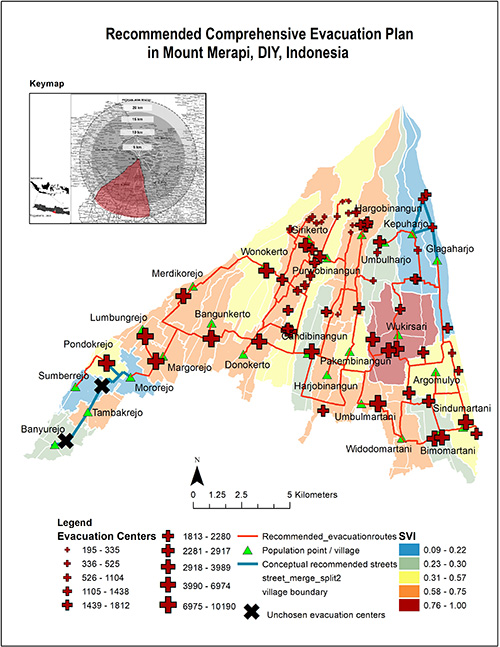 Recommended Comprehensive Evacuation Plan
in Mount Merapi, DIY, Indonesia
Keymap
20 km
15 km
10 km
5 km
Hargobinangun
Girikerto
Kepuharjo
Wonokerto
Umbulharjo
Glagaharjo
Purwobinangun
Merdikorejo
Lumbungrejo
Bangunkerto
Wukirsari
Pondokrejo
Candibinangun
Margorejo
Donokerto
Pakembinangun
Argomulyo
Sumberrejo
Mororejo
Harjobinangun
Sindumartani
Tambakrejo
Umbulmartani
Banyurejo
Widodomartani
Bimomartani
N
0 1.25 2.5 5 Kilometers
Legend
Evacuation Centers
195 - 335
336 - 525
526 - 1104
1105 - 1438
1439 - 1812
1813 - 2280
2281 - 2917
2918 - 3989
3990 - 6974
6975 - 10190
Recommended_evacuationroutes
Population point / village
Conceptual recommended streets
street_merge_split2
village boundary
Unchosen evacuation centers
SVI
0.09 - 0.22
0.23 - 0.30
0.31 - 0.57
0.58 - 0.75
0.76 - 1.00